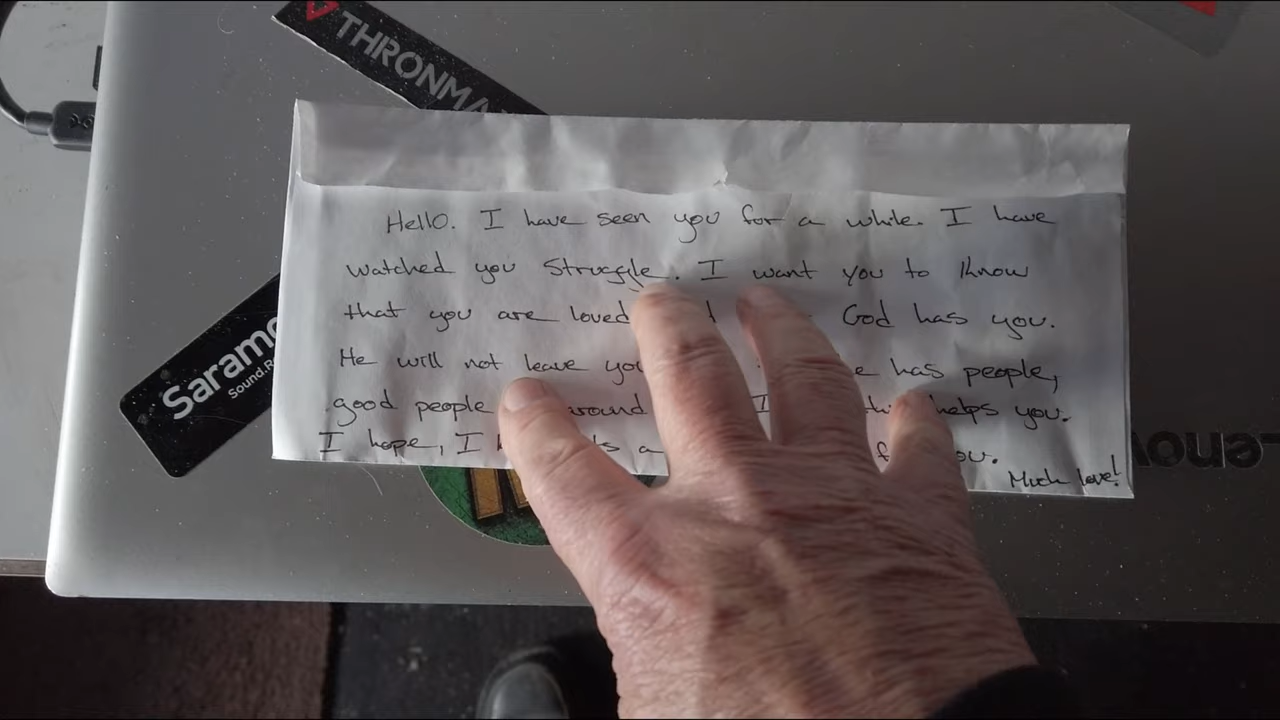 THRONMA
Hello. I have seen you for a while. I have
watched you Struggle. I want you to know
that you are loved God has you.
He will not leave you has people,
good people around I helps you.
I hope, I a
Much love!
Saramo
Sound.R
Lenov